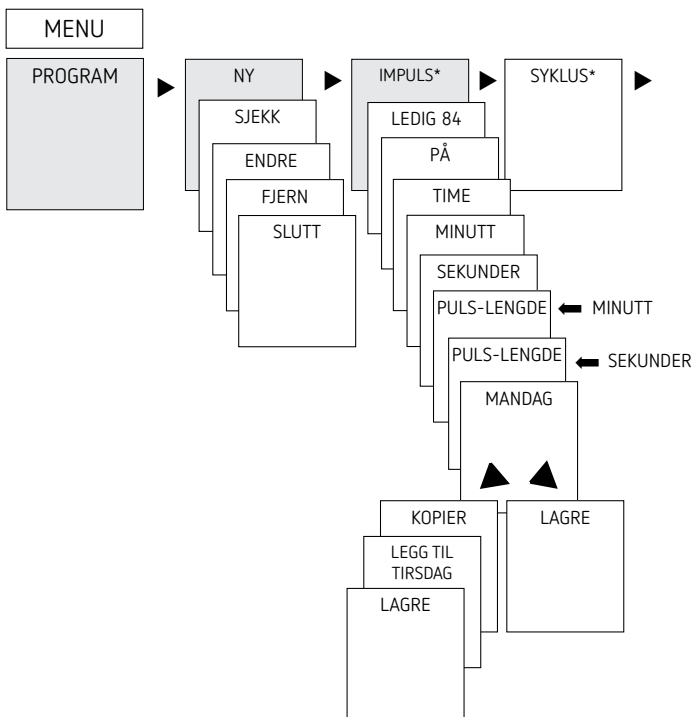 MENU
PROGRAM
NY
SJEKK
ENDRE
FJERN
SLUTT
IMPULS*
LEDIG 84
PÅ
TIME
MINUTT
SEKUNDER
PULS-LENGDE MINUTT
PULS-LENGDE SEKUNDER
MANDAG
KOPIER
LEGG TIL
TIRSDAG
LAGRE
LAGRE
SYKLUS*